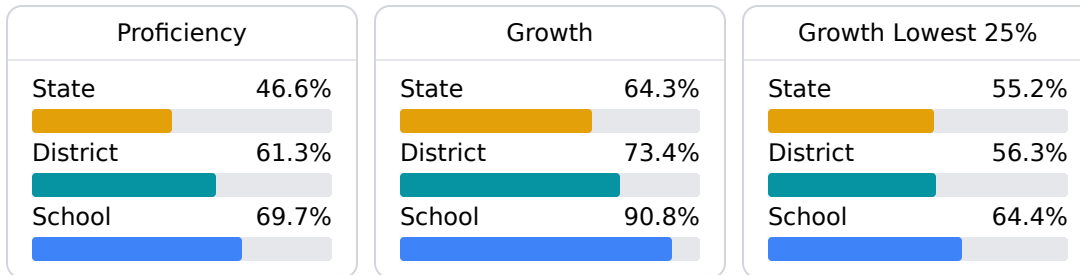 Proficiency
State 46.6%
District 61.3%
School 69.7%
Growth
State 64.3%
District 73.4%
School 90.8%
Growth Lowest 25%
State 55.2%
District 56.3%
School 64.4%